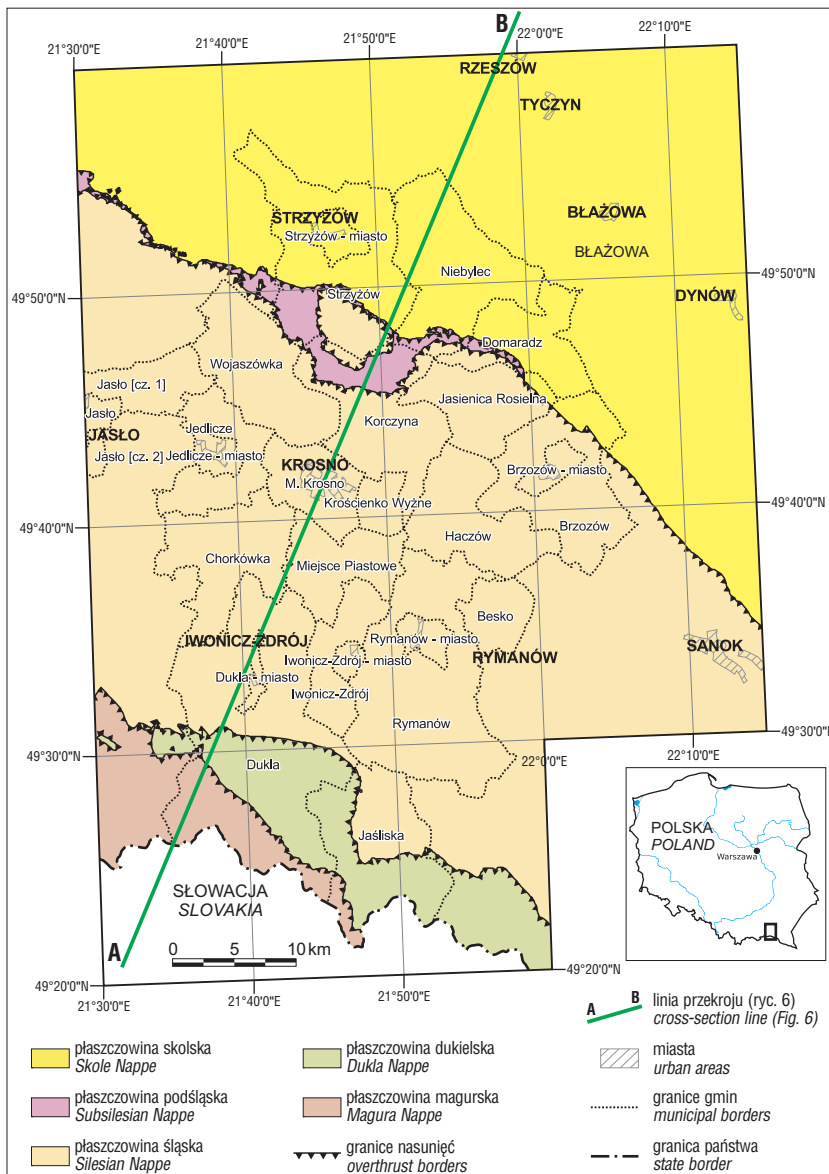 B
21°30'0"E
21°40'0"E
21°50'0"E
22°0'0"E
22°10'0"E
RZESZÓW
TYCZYN
STRZYŻÓW
Strzyżów - miasto
BŁAŻOWA
BŁAŻOWA
Niebylec
49°50'0"N
49°50'0"N
Strzyżów
DYNÓW
Domaradz
Wojaszówka
Jasło [cz. 1]
Jasienica Rosielna
Jasło
Korczyna
Jedlicze
JASŁO
Jasło [cz. 2]
Jedlicze - miasto
KROSNO
Brzozów - miasto
M. Krosno
Krościenko Wyżne
49°40'0"N
49°40'0"N
Haczów
Brzozów
Chorkówka
Miejsce Piastowe
Besko
IWONICZ-ZDRÓJ
Rymanów - miasto
SANOK
Iwonicz-Zdrój - miasto
RYMANÓW
Dukla - miasto
Iwonicz-Zdrój
Rymanów
49°30'0"N
49°30'0"N
22°0'0"E
22°10'0"E
Dukla
Jaśliska
POLSKA
POLAND
Warszawa
SŁOWACJA
SLOVAKIA
A
0 5 10 km
49°20'0"N
49°20'0"N
21°30'0"E
21°40'0"E
21°50'0"E
A B linia przekroju (ryc. 6)
cross-section line (Fig. 6)
płaszczowina skolska
Skole Nappe
płaszczowina dukielska
Dukla Nappe
miasta
urban areas
płaszczowina podśląska
Subsilesian Nappe
płaszczowina magurska
Magura Nappe
granice gmin
municipal borders
płaszczowina śląska
Silesian Nappe
granice nasunięć
overthrust borders
granica państwa
state border